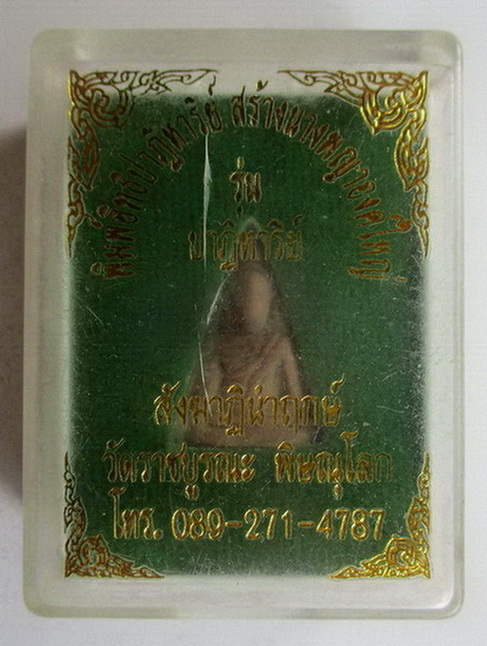 พิมพ์อิทธิปาฏิหาริย์ สร้างนางพญาองค์ใหญ่
รุ่น
ปาฏิหาริย์
สังฆาฏินำฤกษ์
วัดราชบูรณะ พิษณุโลก
โทร. 089-271-4787